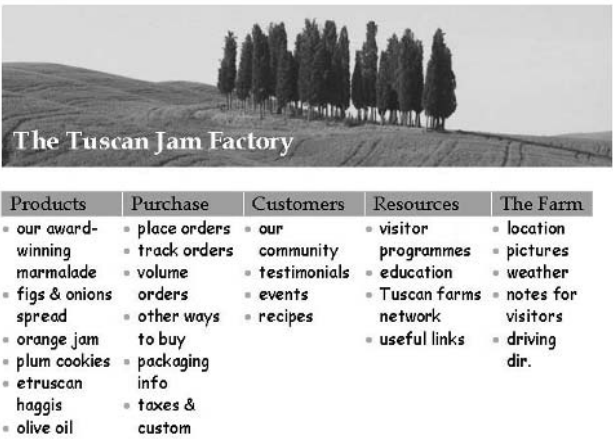 The Tuscan Jam Factory
Products
our award-
winning
marmalade
figs & onions
spread
orange jam
plum cookies
etruscan
haggis
olive oil
Purchase
place orders
track orders
volume
orders
other ways
to buy
packaging
info
taxes &
custom
Customers
our
community
testimonials
events
recipes
Resources
visitor
programmes
education
Tuscan farms
network
useful links
The Farm
location
pictures
weather
notes for
visitors
driving
dir.